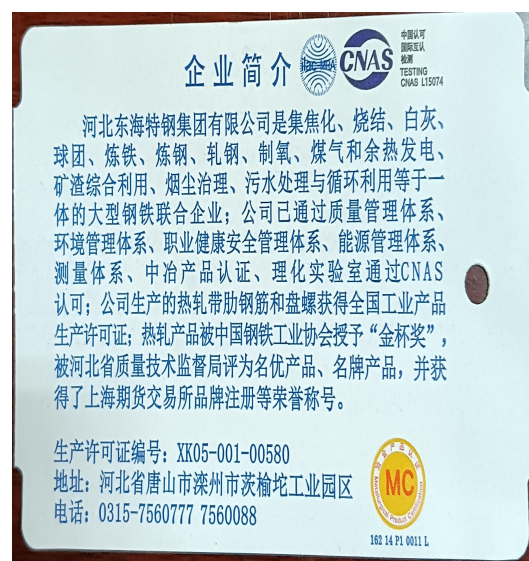 企业简介
ilac-MRA
CNAS
中国认可
国际互认
检测
TESTING
CNAS L15074
河北东海特钢集团有限公司是集焦化、烧结、白灰、
球团、炼铁、炼钢、轧钢、制氧、煤气和余热发电、
矿渣综合利用、烟尘治理、污水处理与循环利用等于一
体的大型钢铁联合企业；公司已通过质量管理体系、
环境管理体系、职业健康安全管理体系、能源管理体系、
测量体系、中冶产品认证、理化实验室通过CNAS
认可；公司生产的热轧带肋钢筋和盘螺获得全国工业产品
生产许可证；热轧产品被中国钢铁工业协会授予“金杯奖”，
被河北省质量技术监督局评为名优产品、名牌产品，并获
得了上海期货交易所品牌注册等荣誉称号。
生产许可证编号：XK05-001-00580
地址：河北省唐山市滦州市茨榆坨工业园区
电话：0315-7560777 7560088
冶金产品认证
MC
Metallurgical Product Certification
162 14 P1 0011 L